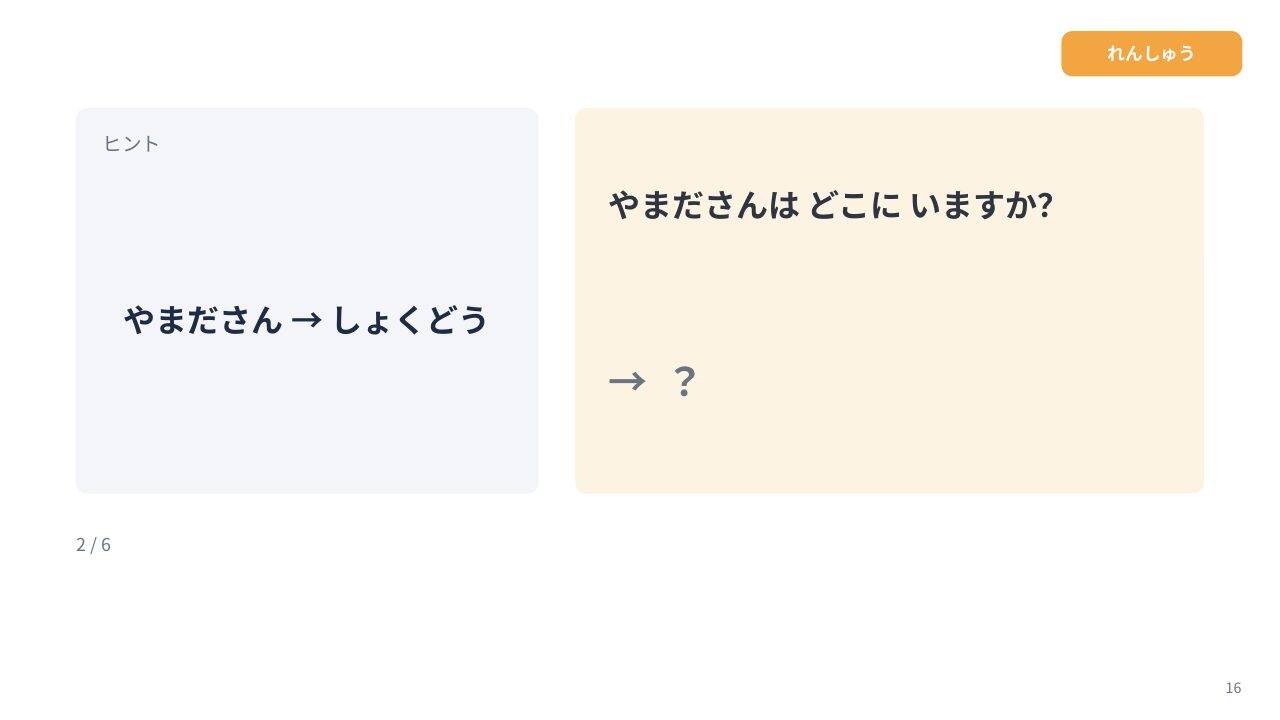 れんしゅう
ヒント
やまださん → しょくどう
やまださんは どこに いますか?
→ ？
2 / 6
16